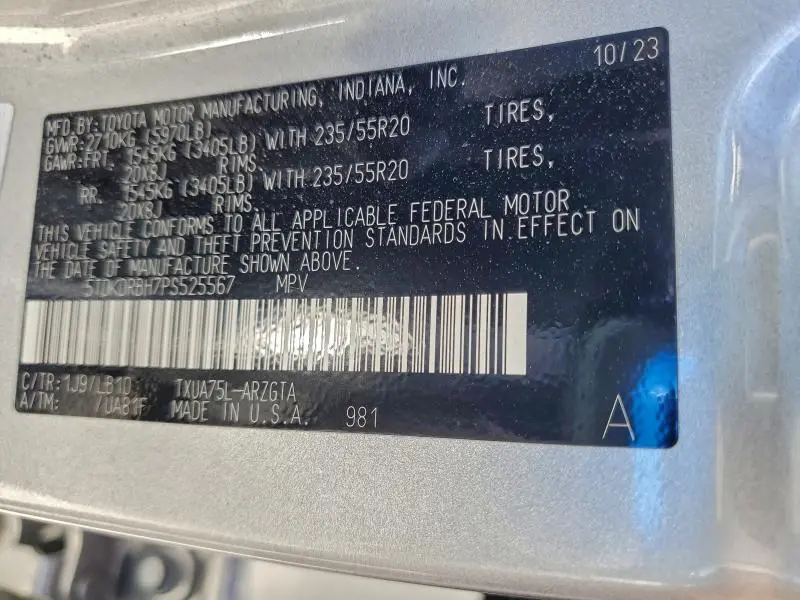 10/23
MFD.BY:TOYOTA MOTOR MANUFACTURING, INDIANA, INC.
GVWR:2710KG (5970LB)
GAWR:FRT. 1545KG (3405LB) WITH 235/55R20 TIRES,
20X8J RIMS
RR. 1545KG (3405LB) WITH 235/55R20 TIRES,
20X8J RIMS.
THIS VEHICLE CONFORMS TO ALL APPLICABLE FEDERAL MOTOR
VEHICLE SAFETY AND THEFT PREVENTION STANDARDS IN EFFECT ON
THE DATE OF MANUFACTURE SHOWN ABOVE.
5TDKDRBH7PS525567 MPV
C/TR:1J9/LB10 TXUA75L-ARZGTA
A/TM: /UA81F MADE IN U.S.A. 981
A